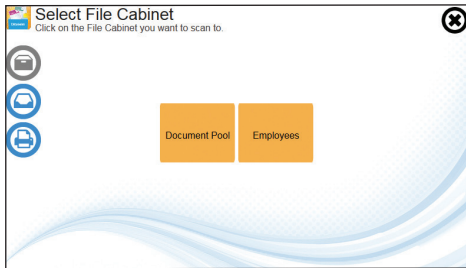 Select File Cabinet
Click on the File Cabinet you want to scan to.
Document Pool
Employees